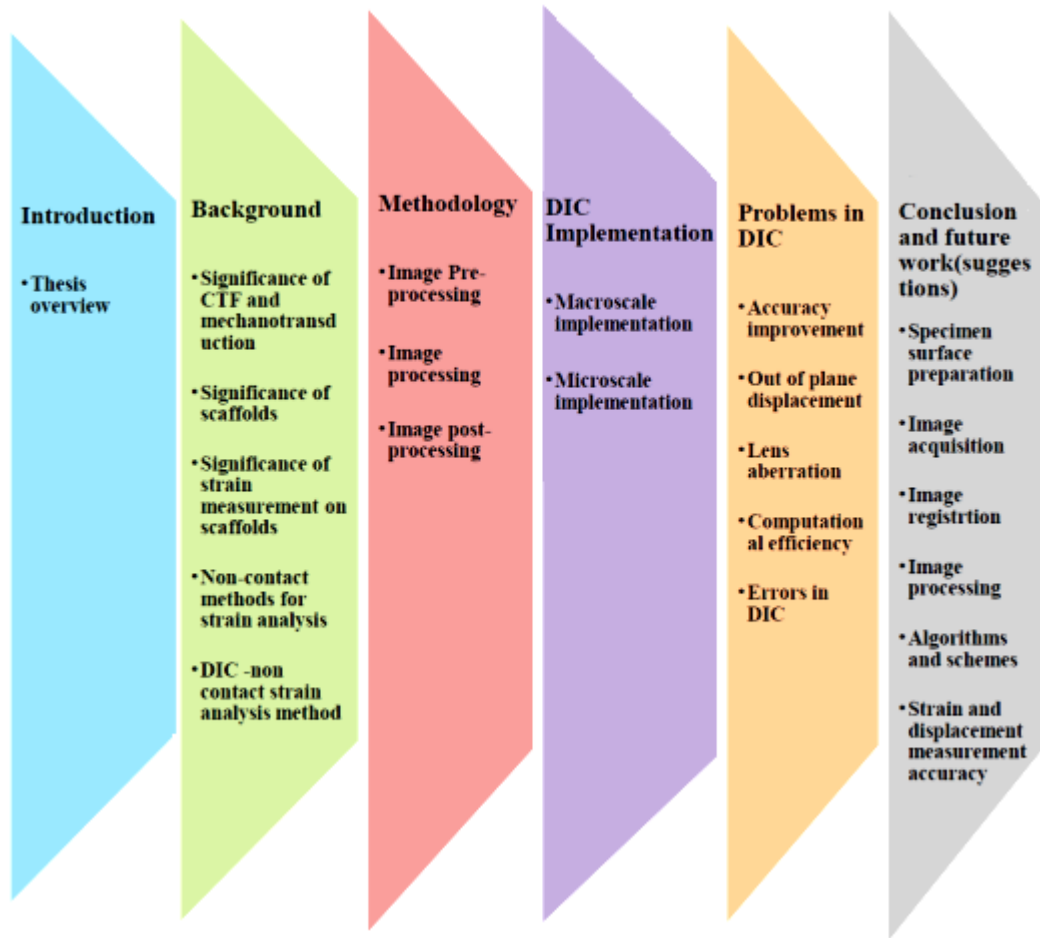 Introduction
• Thesis
overview
Background
• Significance of
CTF and
mechanotransd
uction
• Significance of
scaffolds
• Significance of
strain
measurement on
scaffolds
• Non-contact
methods for
strain analysis
• DIC -non
contact strain
analysis method
Methodology
• Image Pre-
processing
• Image
processing
• Image post-
processing
DIC
Implementation
• Macroscale
implementation
• Microscale
implementation
Problems in
DIC
• Accuracy
improvement
• Out of plane
displacement
• Lens
aberration
• Computation
al efficiency
• Errors in
DIC
Conclusion
and future
work(sugges
tions)
• Specimen
surface
preparation
• Image
acquisition
• Image
registrtion
• Image
processing
• Algorithms
and schemes
• Strain and
displacement
measurement
accuracy